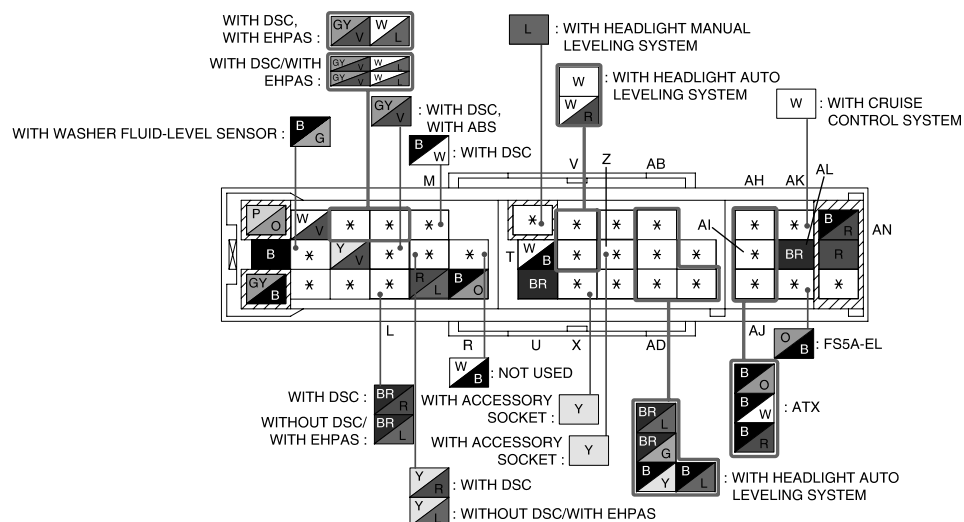 WITH DSC,
WITH EHPAS :
GY V
W L
WITH DSC/WITH
EHPAS :
GY V
W L
GY V
W L
L
: WITH HEADLIGHT MANUAL
LEVELING SYSTEM
W
W R
: WITH HEADLIGHT AUTO
LEVELING SYSTEM
GY V
: WITH DSC,
WITH ABS
W
: WITH CRUISE
CONTROL SYSTEM
WITH WASHER FLUID-LEVEL SENSOR :
B G
B W
: WITH DSC
M
V
Z
AB
AH
AK
AL
P O
W V
*
*
*
*
*
*
*
*
*
B R
AN
B
*
Y V
*
*
*
T
W B
*
*
*
*
AI
*
BR
R
GY B
*
*
*
R L
B O
BR
*
*
*
*
*
*
*
L
R
U
X
AD
AJ
W B
: NOT USED
O B
: FS5A-EL
WITH DSC :
BR R
WITHOUT DSC/
WITH EHPAS :
BR L
WITH ACCESSORY
SOCKET :
Y
WITH ACCESSORY
SOCKET :
Y
BR L
BR G
B Y
B L
: WITH HEADLIGHT AUTO
LEVELING SYSTEM
B O
B W
B R
: ATX
Y R
: WITH DSC
Y L
: WITHOUT DSC/WITH EHPAS